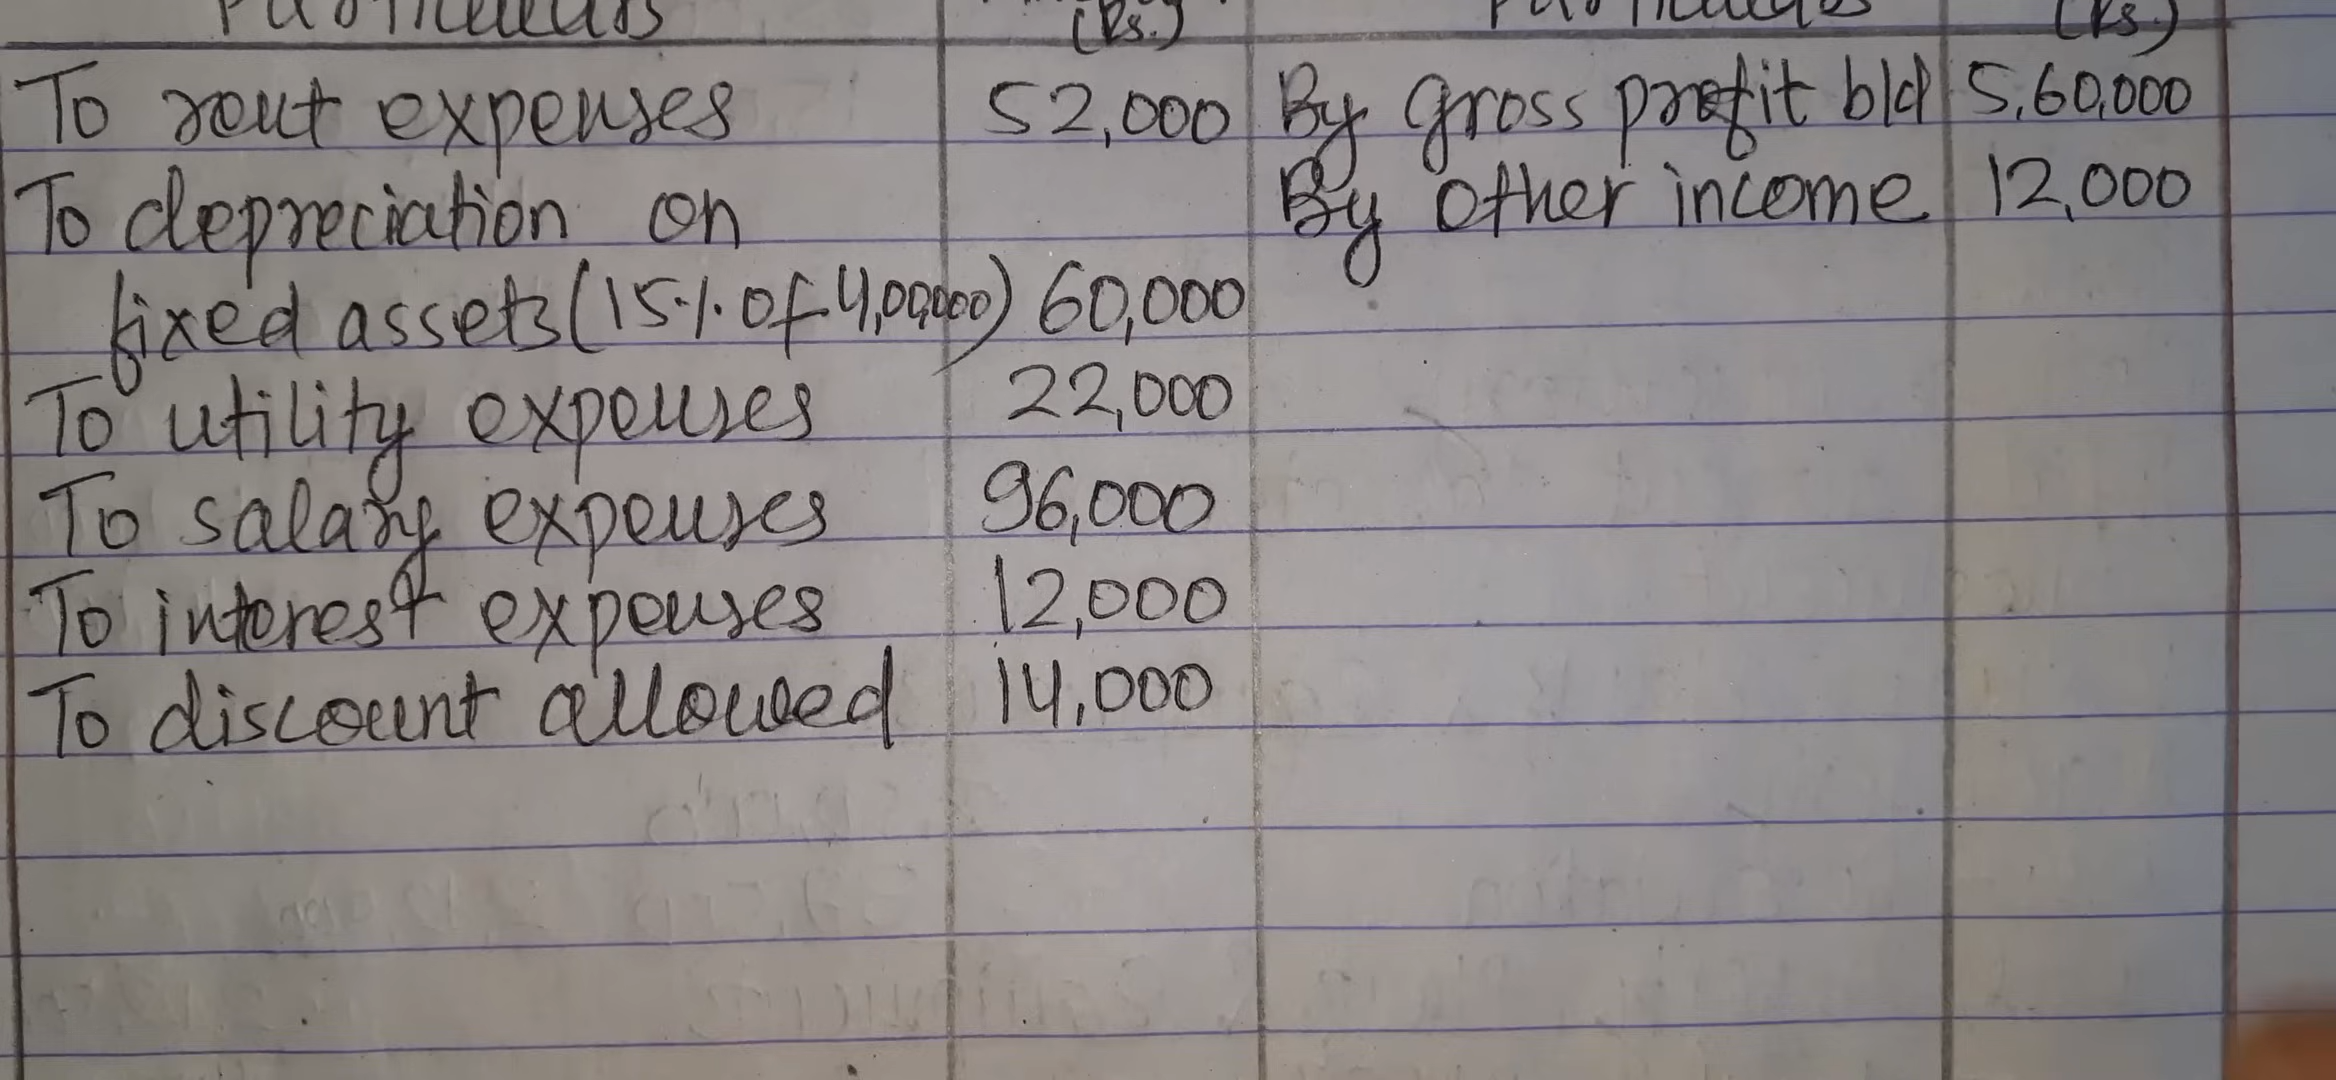 Particulars (Rs.) Particulars (Rs.)
To rent expenses 52,000 By gross profit b/d 5,60,000
To depreciation on By other income 12,000
fixed assets (15% of 4,00,000) 60,000
To utility expenses 22,000
To salary expenses 96,000
To interest expenses 12,000
To discount allowed 14,000